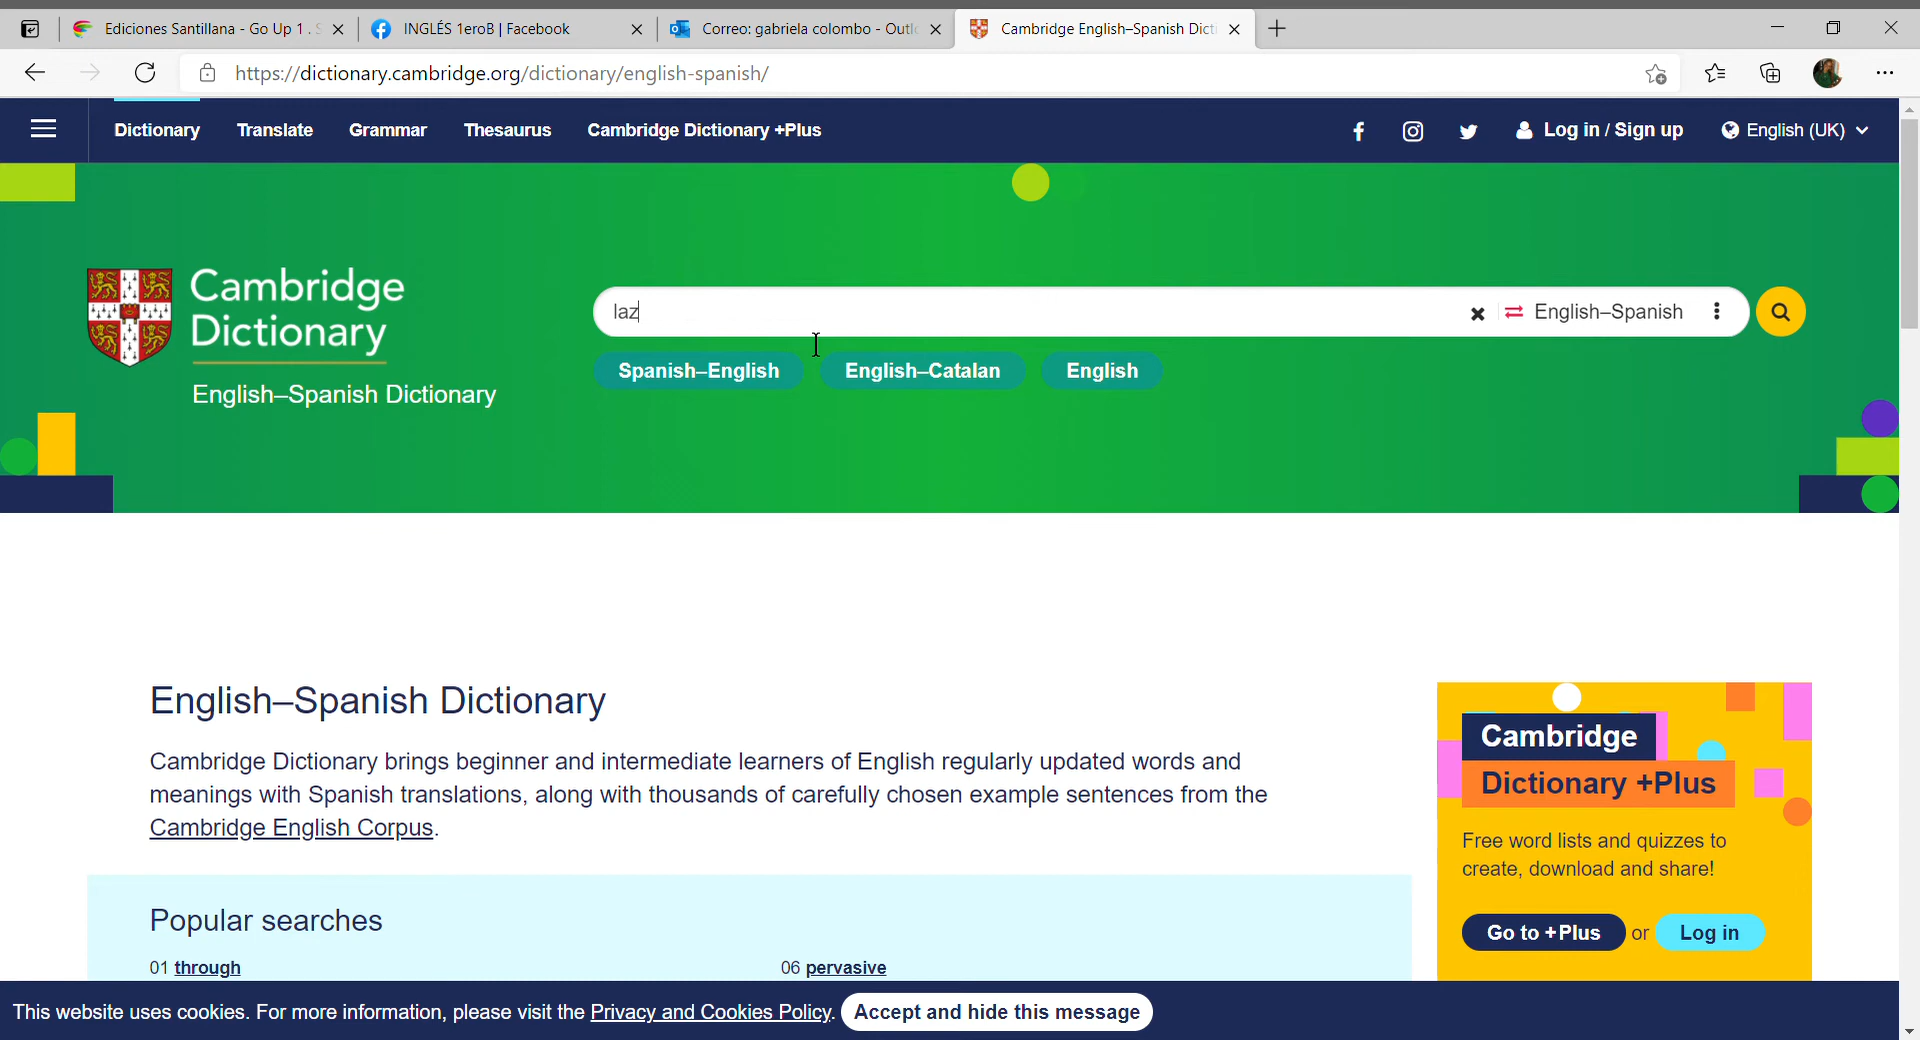 Ediciones Santillana - Go Up 1 . S
INGLÉS 1eroB | Facebook
Correo: gabriela colombo - Outlo
Cambridge English–Spanish Dicti
https://dictionary.cambridge.org/dictionary/english-spanish/
Dictionary Translate Grammar Thesaurus Cambridge Dictionary +Plus
Log in / Sign up
English (UK)
Cambridge
Dictionary
English–Spanish Dictionary
laz
English–Spanish
Spanish–English English–Catalan English
English–Spanish Dictionary
Cambridge Dictionary brings beginner and intermediate learners of English regularly updated words and
meanings with Spanish translations, along with thousands of carefully chosen example sentences from the
Cambridge English Corpus.
Popular searches
01 through
06 pervasive
Cambridge
Dictionary +Plus
Free word lists and quizzes to
create, download and share!
Go to +Plus or Log in
This website uses cookies. For more information, please visit the Privacy and Cookies Policy. Accept and hide this message